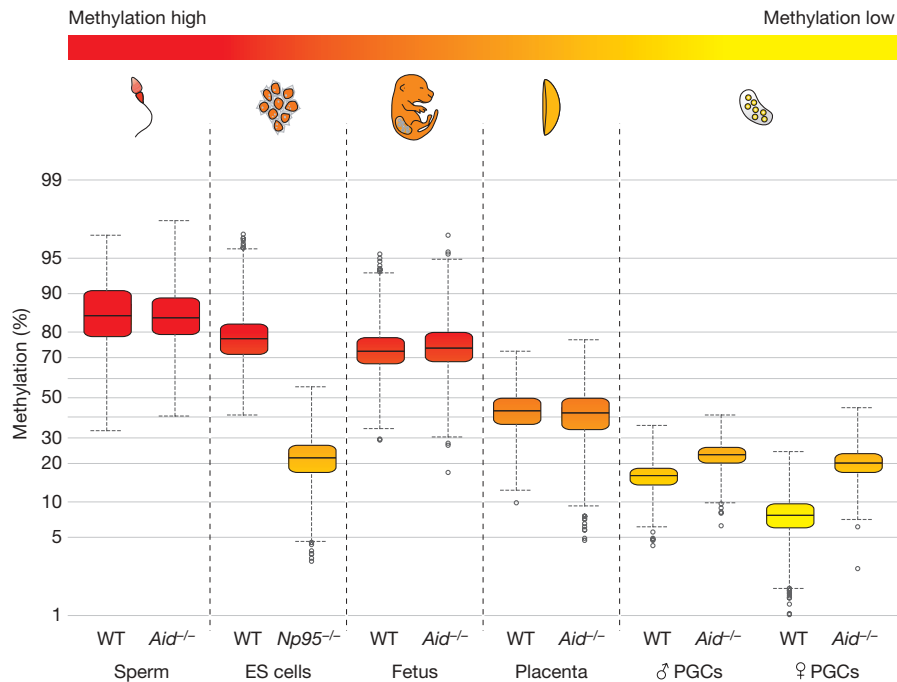 Methylation high
Methylation low
Methylation (%)
99
95
90
80
70
50
30
20
10
5
1
WT Aid⁻/⁻ WT Np95⁻/⁻ WT Aid⁻/⁻ WT Aid⁻/⁻ WT Aid⁻/⁻ WT Aid⁻/⁻
Sperm ES cells Fetus Placenta ♂ PGCs ♀ PGCs